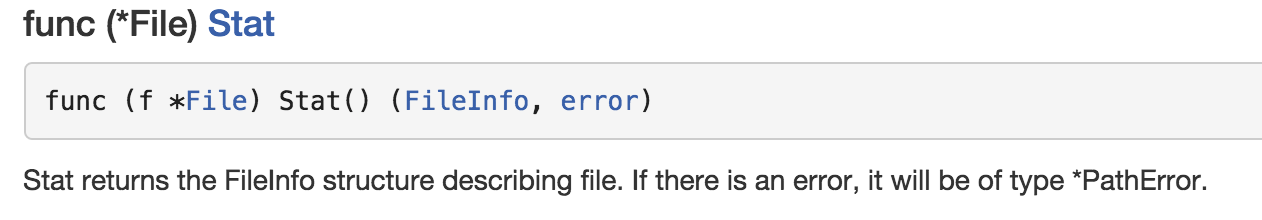 func (*File) Stat
func (f *File) Stat() (FileInfo, error)
Stat returns the FileInfo structure describing file. If there is an error, it will be of type *PathError.